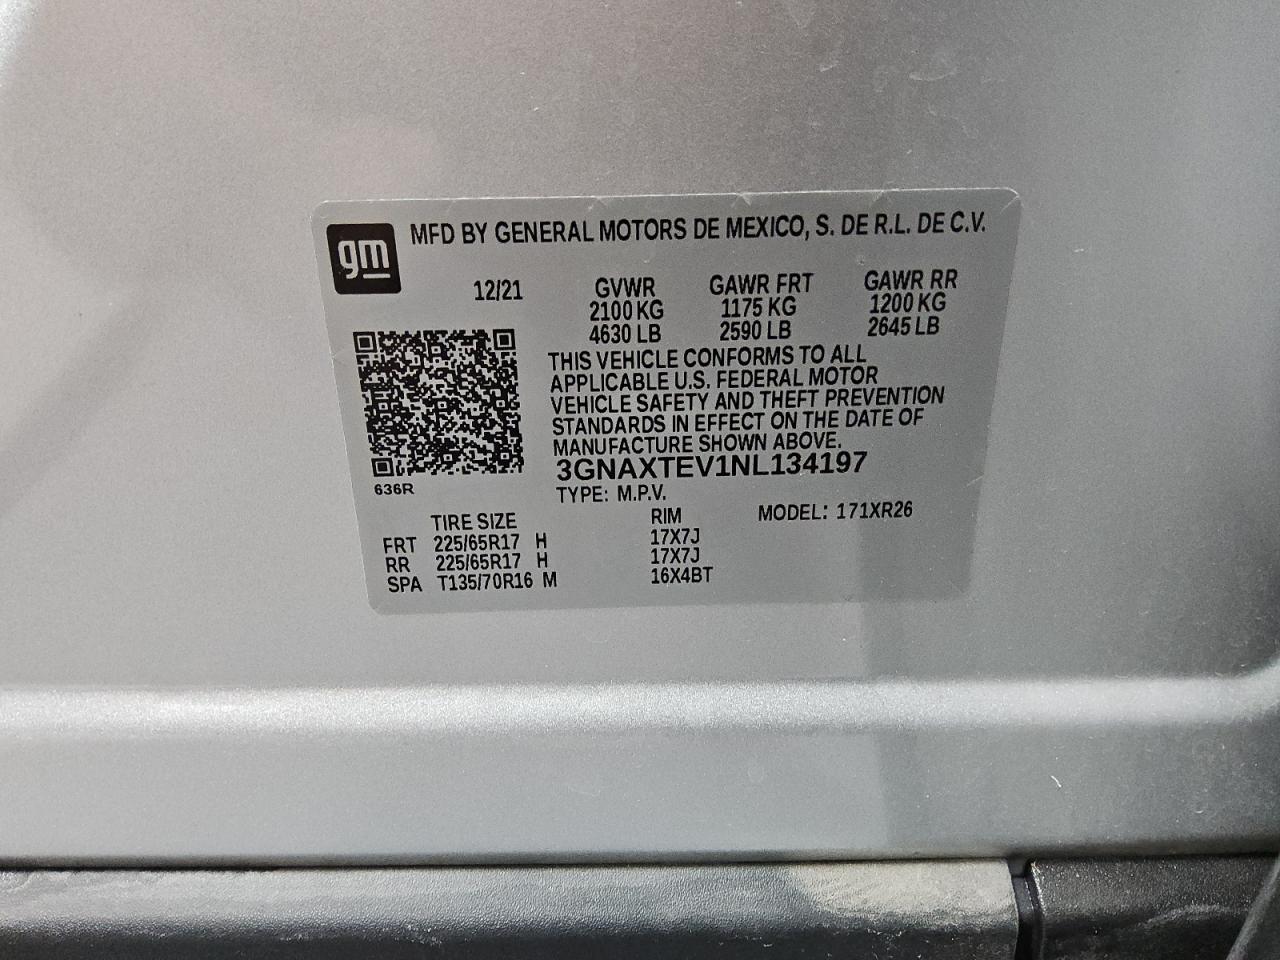 gm
MFD BY GENERAL MOTORS DE MEXICO, S. DE R.L. DE C.V.
12/21 GVWR GAWR FRT GAWR RR
2100 KG 1175 KG 1200 KG
4630 LB 2590 LB 2645 LB
THIS VEHICLE CONFORMS TO ALL
APPLICABLE U.S. FEDERAL MOTOR
VEHICLE SAFETY AND THEFT PREVENTION
STANDARDS IN EFFECT ON THE DATE OF
MANUFACTURE SHOWN ABOVE.
3GNAXTEV1NL134197
636R
TYPE: M.P.V.
TIRE SIZE RIM MODEL: 171XR26
FRT 225/65R17 H 17X7J
RR 225/65R17 H 17X7J
SPA T135/70R16 M 16X4BT